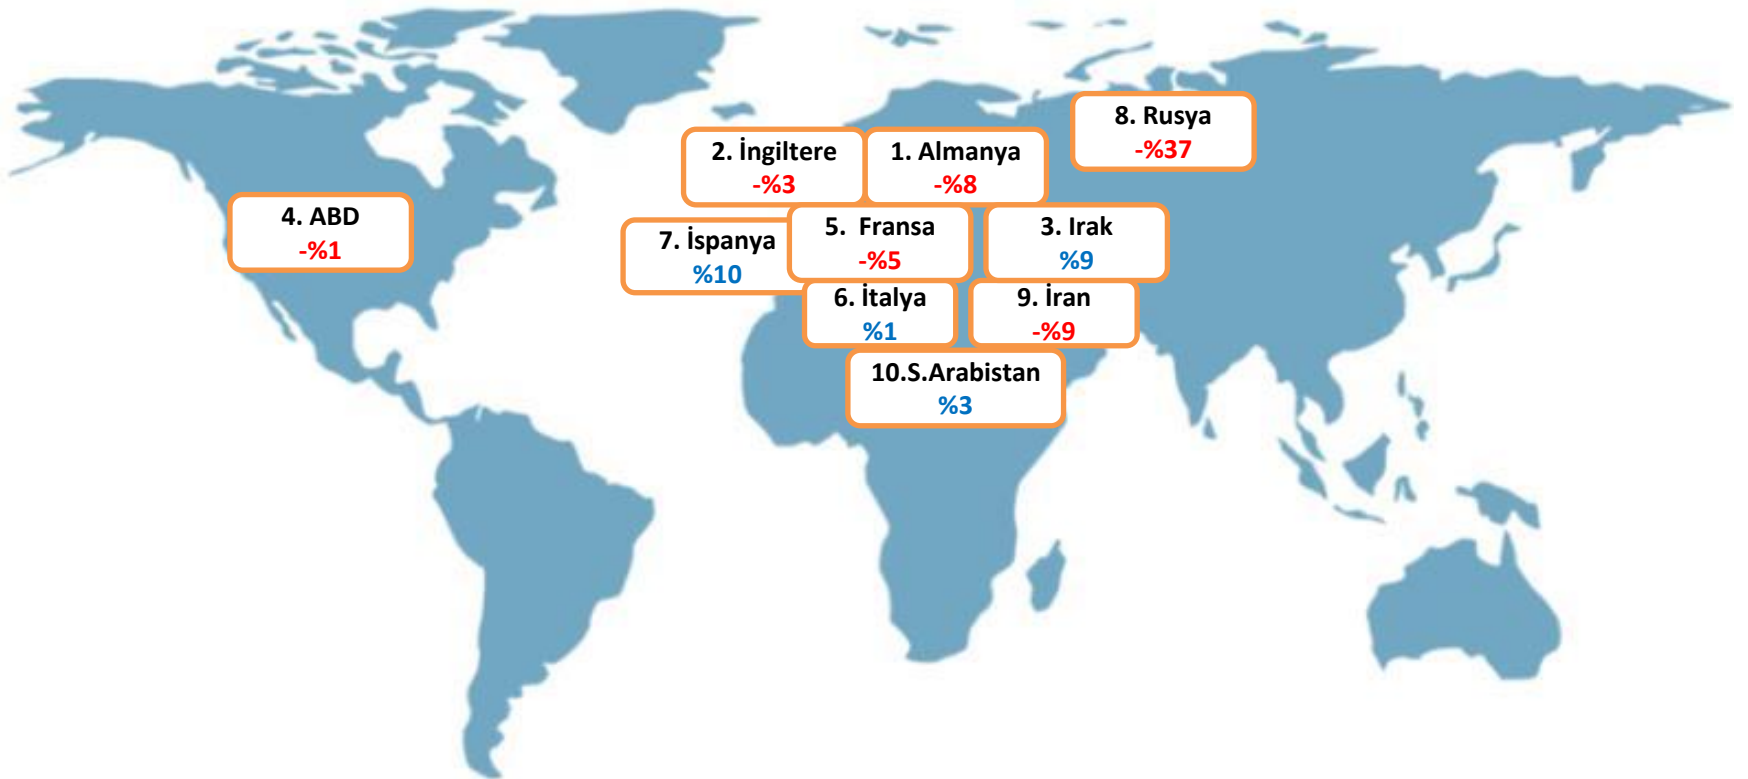 8. Rusya
-%37
2. İngiltere
-%3
1. Almanya
-%8
4. ABD
-%1
7. İspanya
%10
5. Fransa
-%5
3. Irak
%9
6. İtalya
%1
9. İran
-%9
10.S.Arabistan
%3